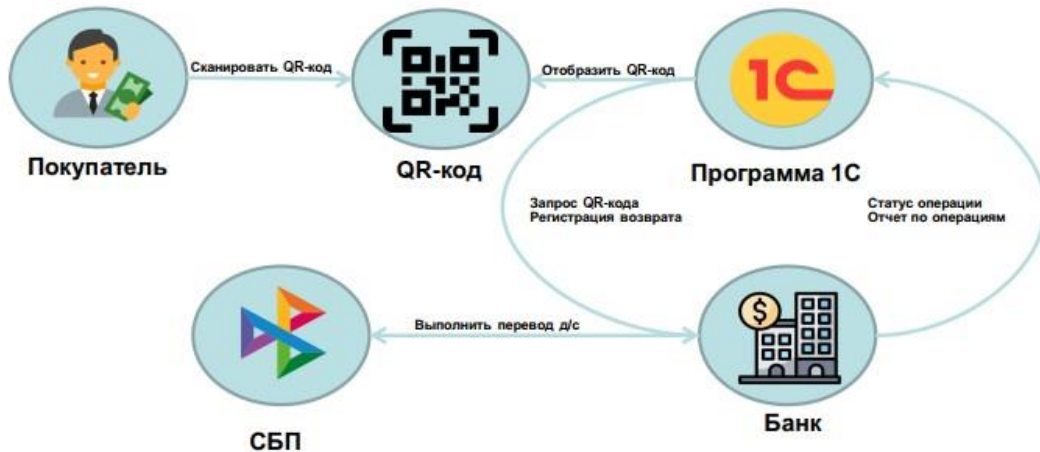 Сканировать QR-код
Отобразить QR-код
1С
Покупатель
QR-код
Программа 1С
Запрос QR-кода
Регистрация возврата
Статус операции
Отчет по операциям
$
Выполнить перевод д/с
СБП
Банк